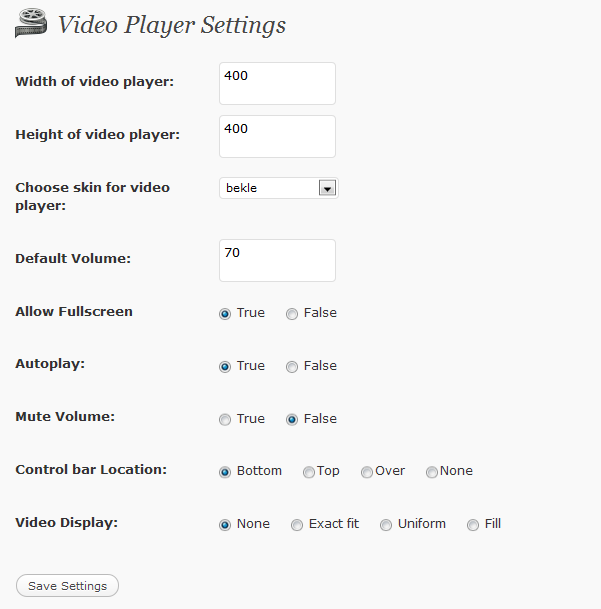 Video Player Settings
Width of video player: 400
Height of video player: 400
Choose skin for video bekle
player:
Default Volume: 70
Allow Fullscreen True False
Autoplay: True False
Mute Volume: True False
Control bar Location: Bottom Top Over None
Video Display: None Exact fit Uniform Fill
Save Settings